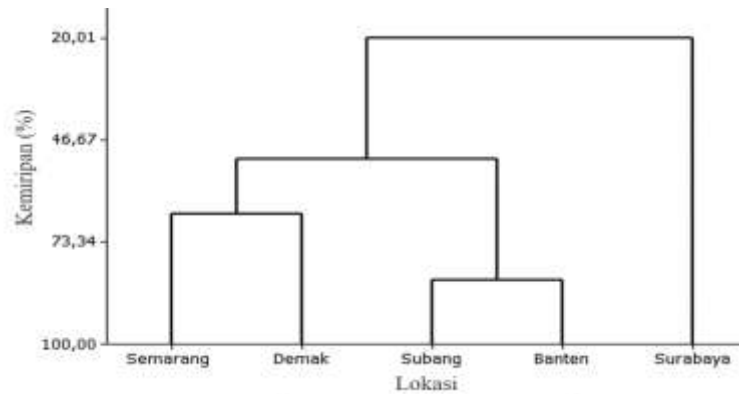 20,01
46,67
73,34
100,00
Kemiripan (%)
Semarang Demak Subang Banten Surabaya
Lokasi